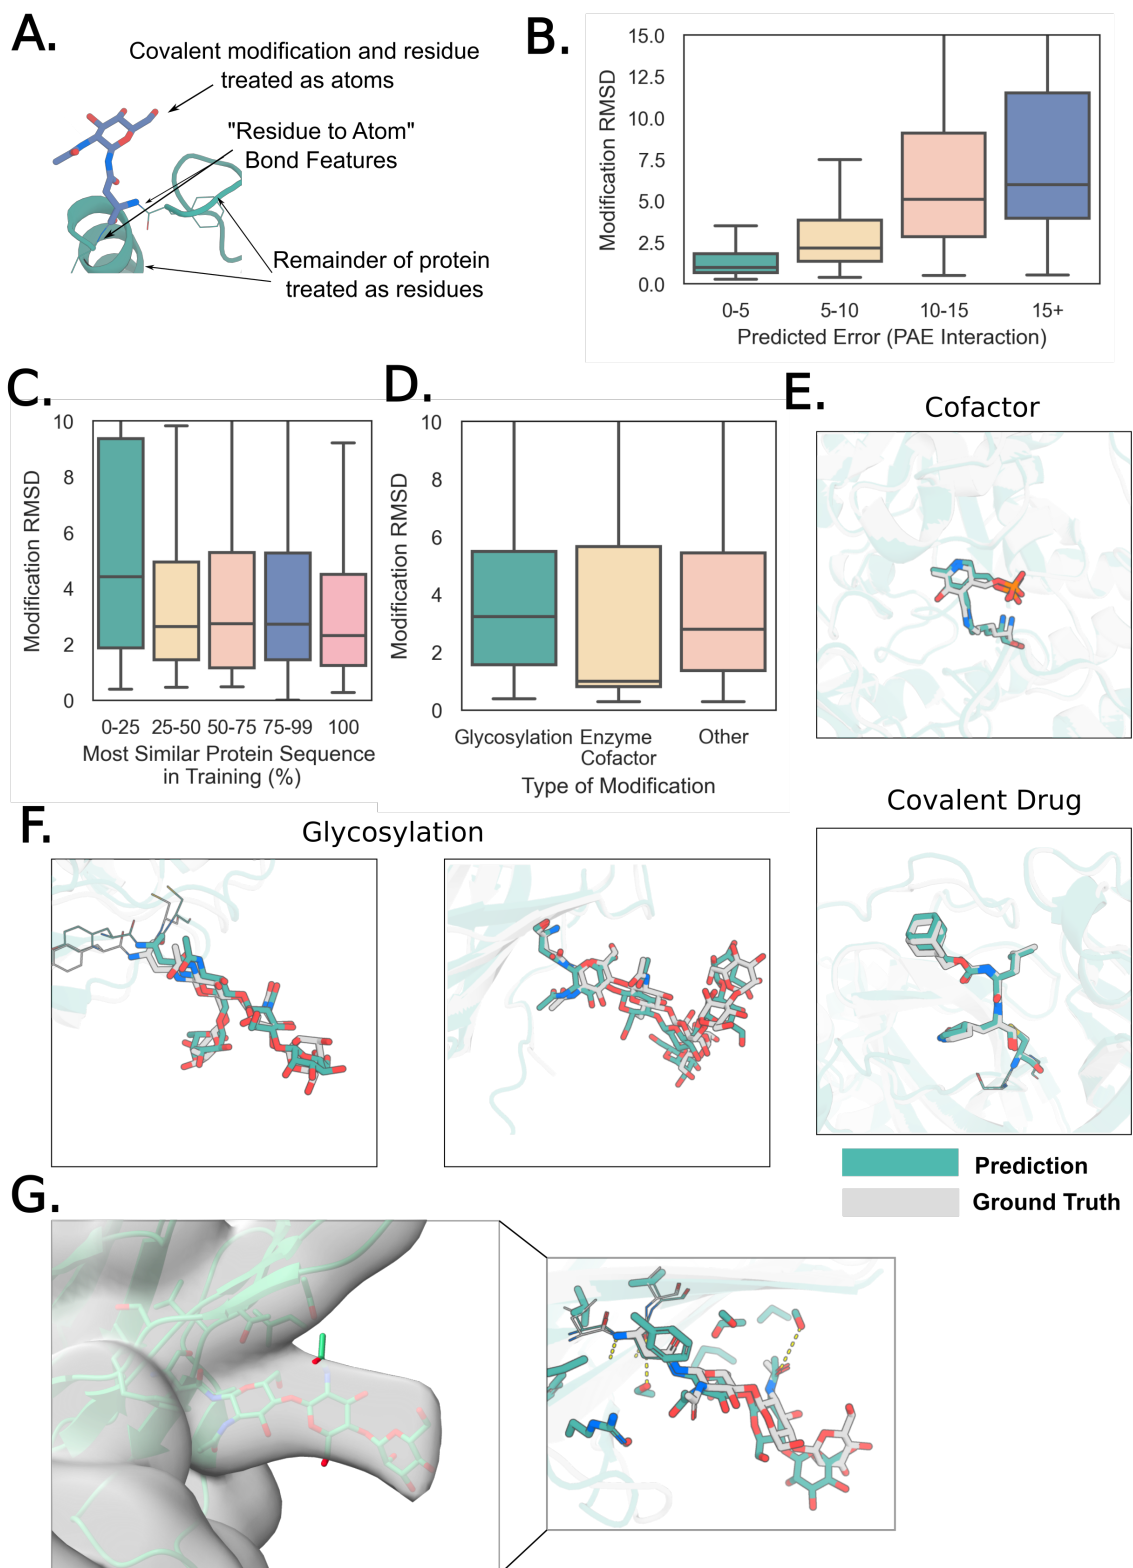 A.
Covalent modification and residue
treated as atoms
"Residue to Atom"
Bond Features
Remainder of protein
treated as residues
B.
Modification RMSD
15.0
12.5
10.0
7.5
5.0
2.5
0.0
0-5 5-10 10-15 15+
Predicted Error (PAE Interaction)
C.
Modification RMSD
10
8
6
4
2
0
0-25 25-50 50-75 75-99 100
Most Similar Protein Sequence
in Training (%)
D.
Modification RMSD
10
8
6
4
2
0
Glycosylation Enzyme Cofactor Other
Type of Modification
E.
Cofactor
Covalent Drug
F.
Glycosylation
Prediction
Ground Truth
G.